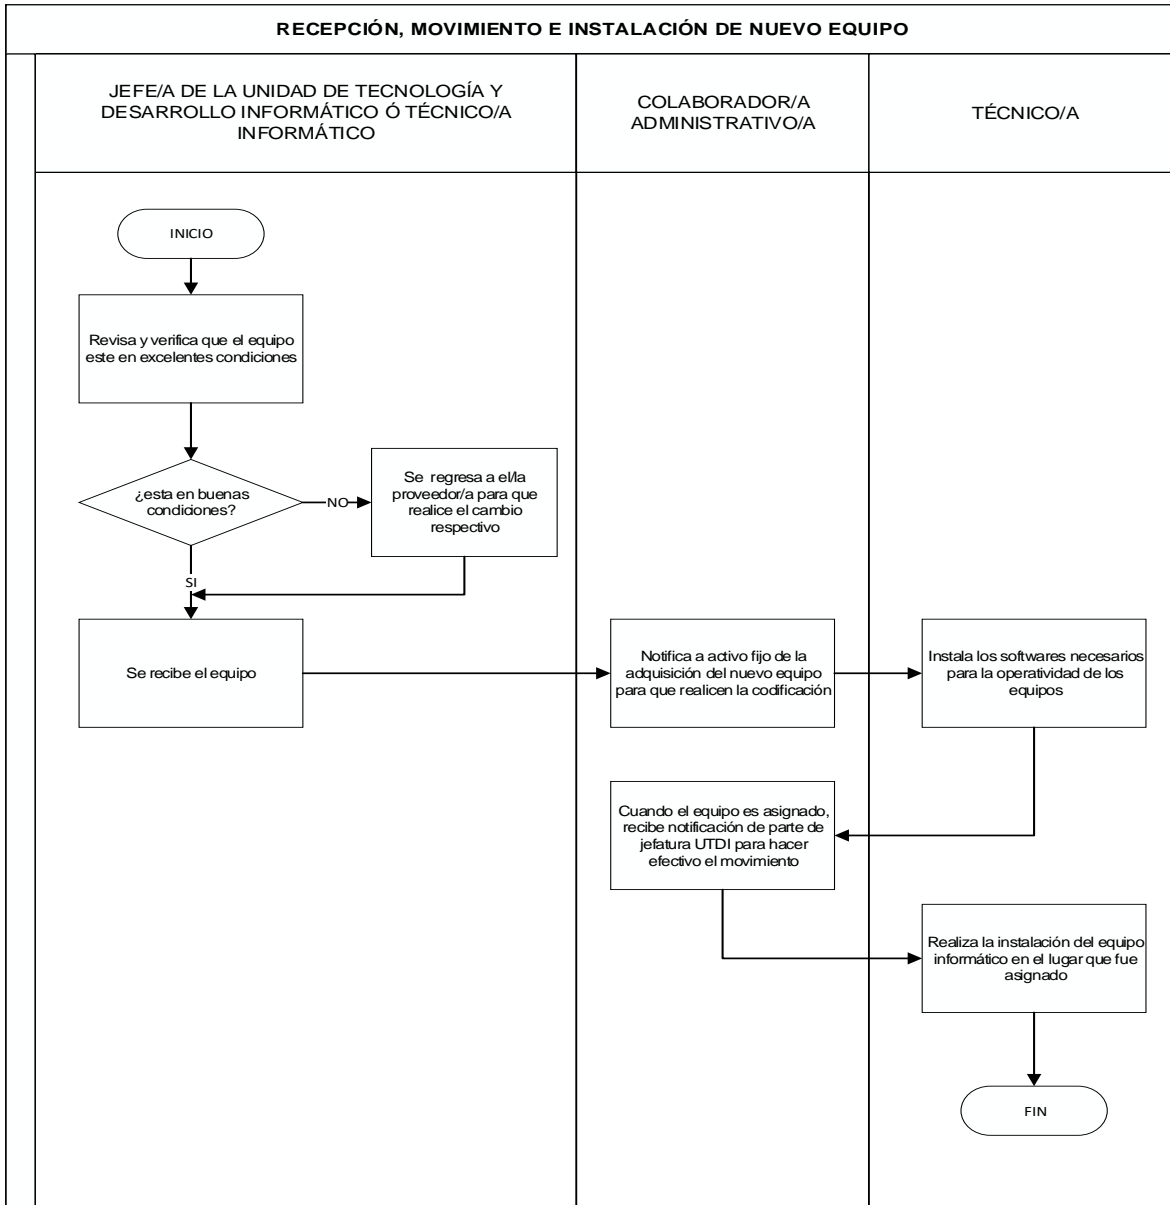 RECEPCIÓN, MOVIMIENTO E INSTALACIÓN DE NUEVO EQUIPO
JEFE/A DE LA UNIDAD DE TECNOLOGÍA Y
DESARROLLO INFORMÁTICO Ó TÉCNICO/A
INFORMÁTICO
COLABORADOR/A
ADMINISTRATIVO/A
TÉCNICO/A
INICIO
Revisa y verifica que el equipo
este en excelentes condiciones
¿esta en buenas
condiciones?
NO
Se regresa a el/la
proveedor/a para que
realice el cambio
respectivo
SI
Se recibe el equipo
Notifica a activo fijo de la
adquisición del nuevo equipo
para que realicen la codificación
Instala los softwares necesarios
para la operatividad de los
equipos
Cuando el equipo es asignado,
recibe notificación de parte de
jefatura UTDI para hacer
efectivo el movimiento
Realiza la instalación del equipo
informático en el lugar que fue
asignado
FIN